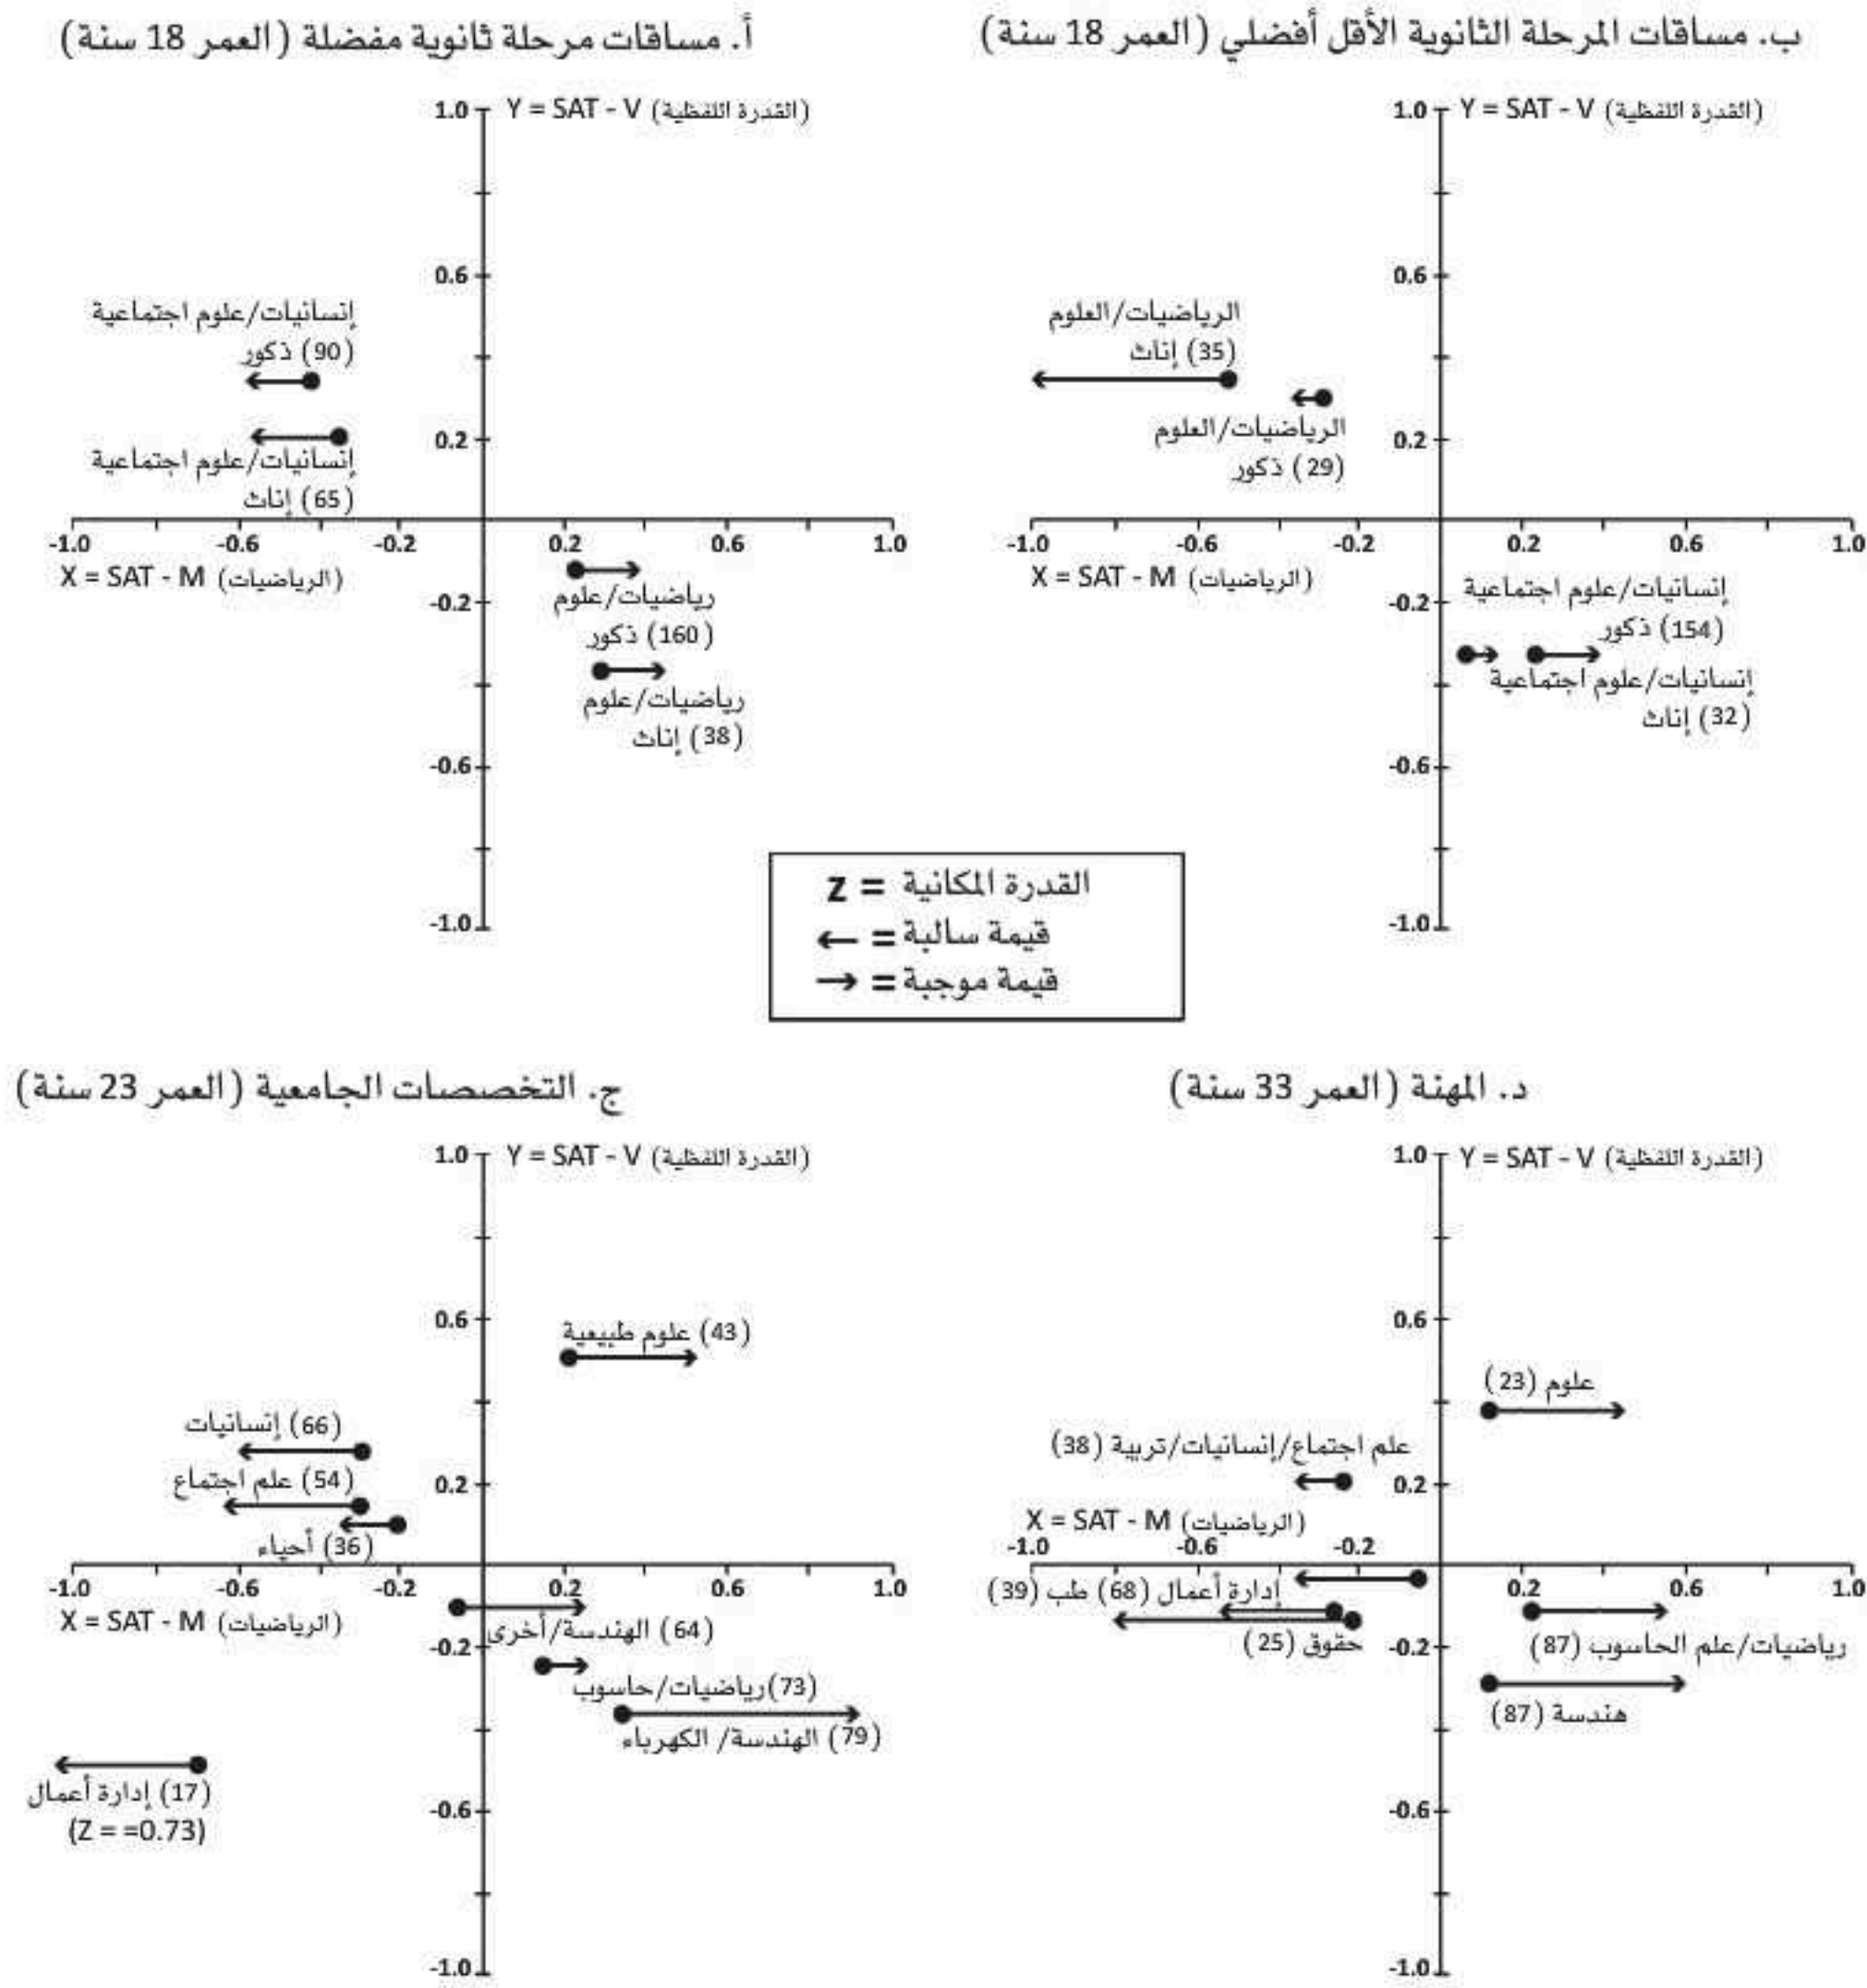 أ. مساقات مرحلة ثانوية مفضلة (العمر 18 سنة)
1.0
Y = SAT - V (القدرة اللفظية)
0.6
إنسانيات/علوم اجتماعية
(90) ذكور
0.2
إنسانيات/علوم اجتماعية
(65) إناث
-1.0 -0.6 -0.2 0.2 0.6 1.0
X = SAT - M (الرياضيات)
-0.2
رياضيات/علوم
(160) ذكور
رياضيات/علوم
(38) إناث
-0.6
-1.0
ب. مساقات المرحلة الثانوية الأقل أفضلي (العمر 18 سنة)
1.0
Y = SAT - V (القدرة اللفظية)
0.6
الرياضيات/العلوم
(35) إناث
0.2
الرياضيات/العلوم
(29) ذكور
-1.0 -0.6 -0.2 0.2 0.6 1.0
X = SAT - M (الرياضيات)
إنسانيات/علوم اجتماعية
(154) ذكور
-0.2
إنسانيات/علوم اجتماعية
(32) إناث
-0.6
-1.0
القدرة المكانية = z
قيمة سالبة = ←
قيمة موجبة = →
ج. التخصصات الجامعية (العمر 23 سنة)
1.0
Y = SAT - V (القدرة اللفظية)
0.6
(43) علوم طبيعية
(66) إنسانيات
(54) علم اجتماع
0.2
(36) أحياء
-1.0 -0.6 -0.2 0.2 0.6 1.0
X = SAT - M (الرياضيات)
(64) الهندسة/أخرى
-0.2
(73)رياضيات/حاسوب
(79) الهندسة/ الكهرباء
(17) إدارة أعمال
(Z = =0.73)
-0.6
-1.0
د. المهنة (العمر 33 سنة)
1.0
Y = SAT - V (القدرة اللفظية)
0.6
علوم (23)
علم اجتماع/إنسانيات/تربية (38)
0.2
X = SAT - M (الرياضيات)
-1.0 -0.6 -0.2 0.2 0.6 1.0
إدارة أعمال (68) طب (39)
حقوق (25)
-0.2
رياضيات/علم الحاسوب (87)
هندسة (87)
-0.6
-1.0